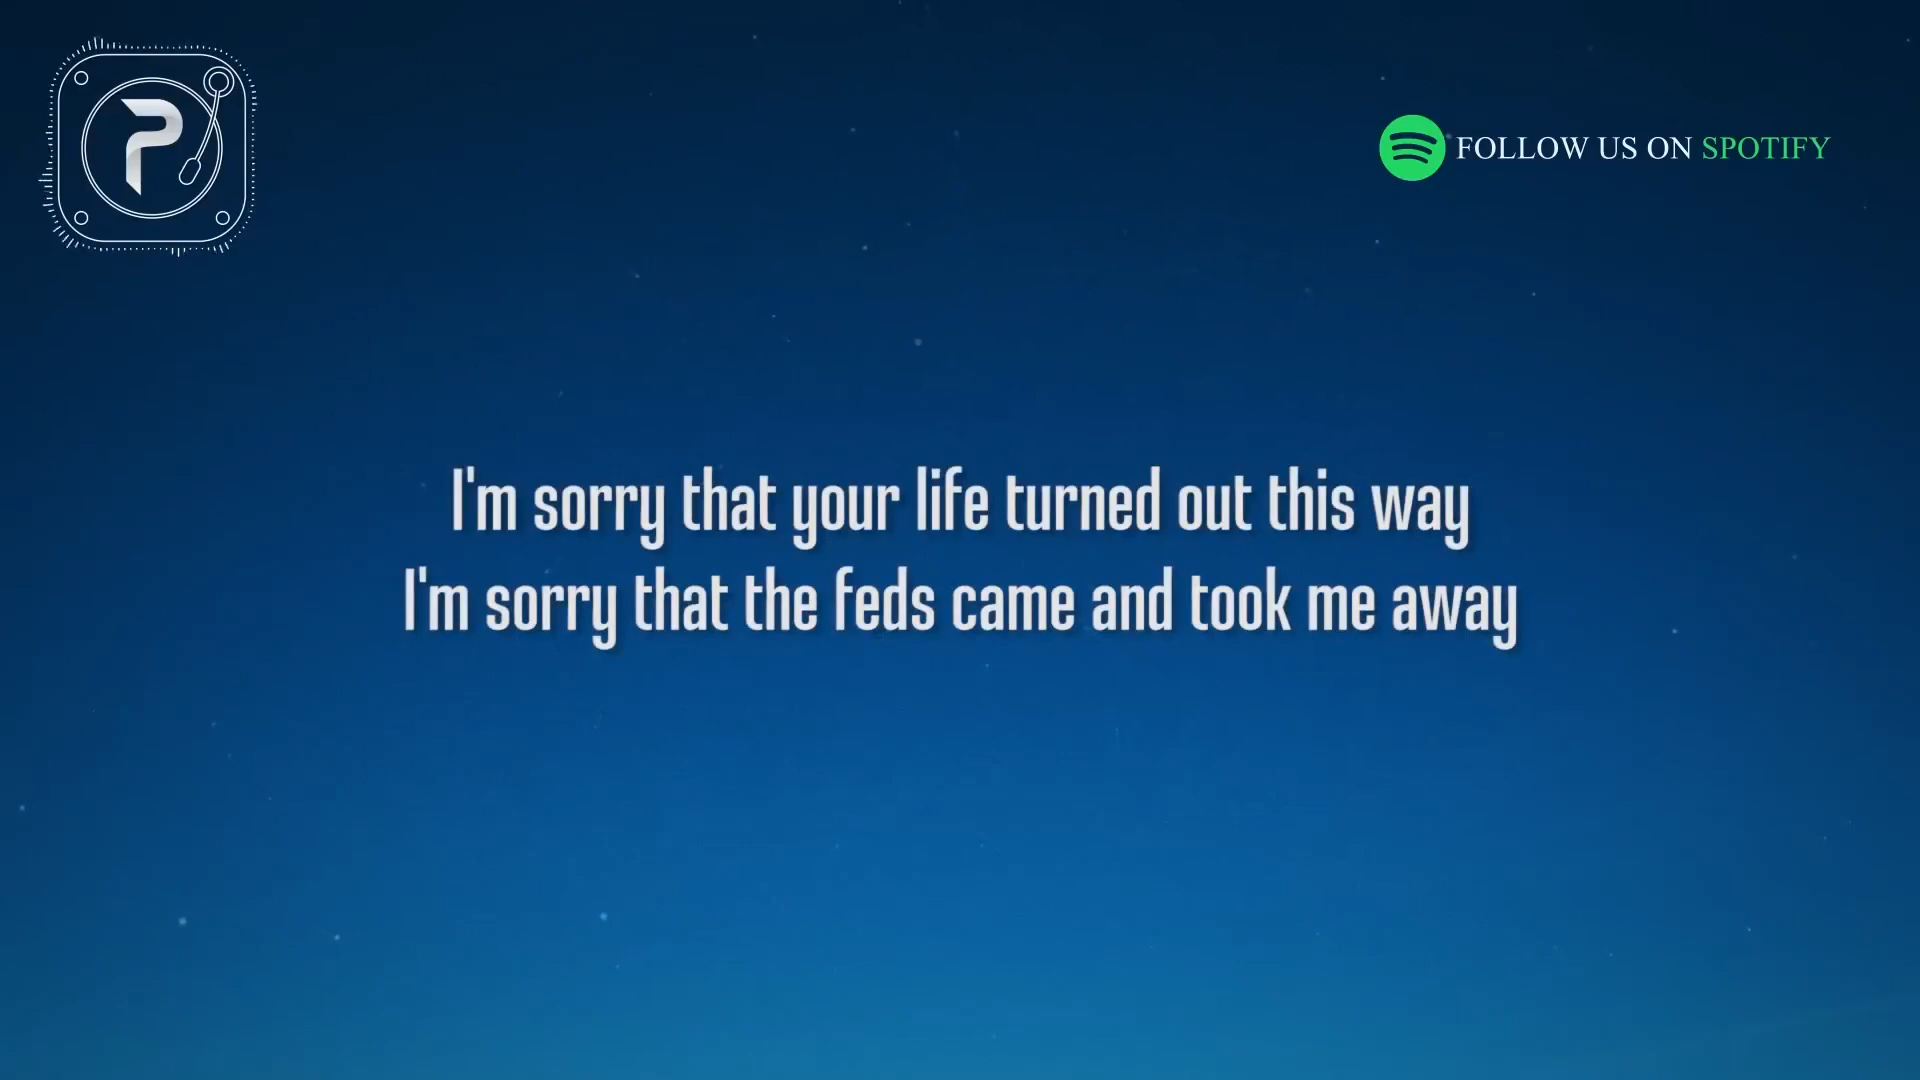 FOLLOW US ON SPOTIFY
I'm sorry that your life turned out this way
I'm sorry that the feds came and took me away